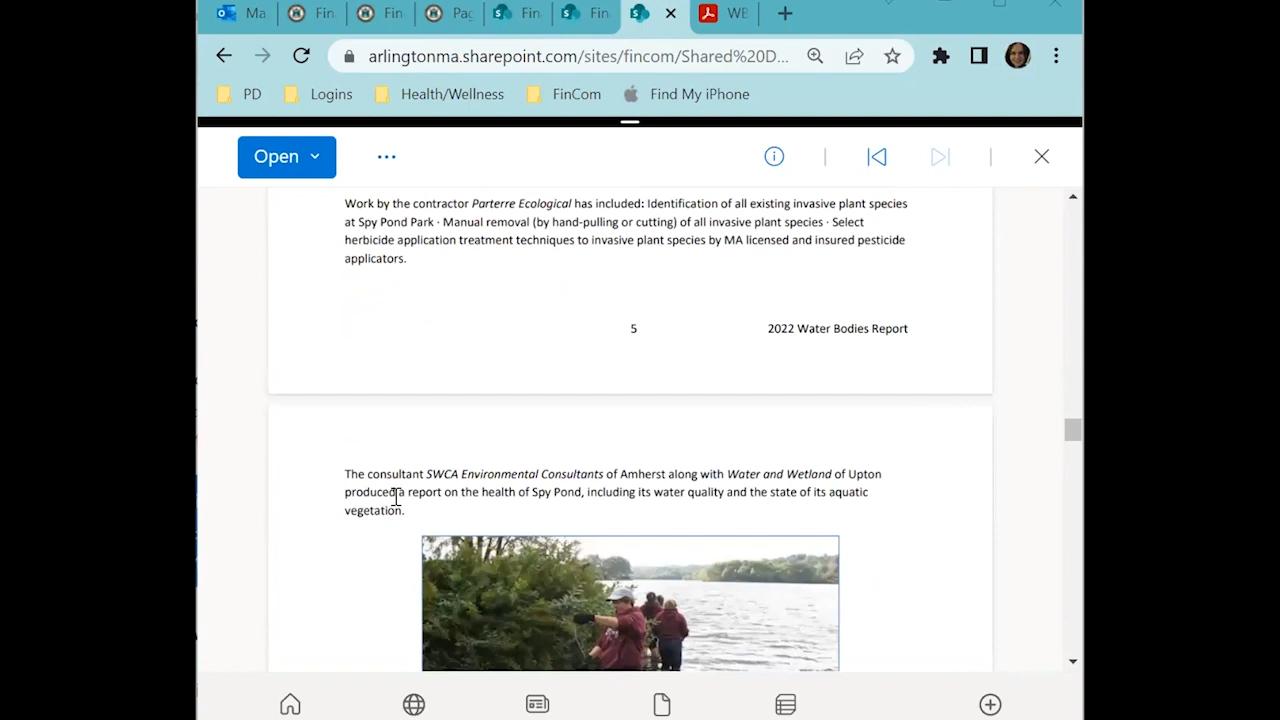 Ma
Fin
Fin
Pag
Fin
Fin
WB
arlingtonma.sharepoint.com/sites/fincom/Shared%20D...
PD
Logins
Health/Wellness
FinCom
Find My iPhone
Open
Work by the contractor Parterre Ecological has included: Identification of all existing invasive plant species
at Spy Pond Park · Manual removal (by hand-pulling or cutting) of all invasive plant species · Select
herbicide application treatment techniques to invasive plant species by MA licensed and insured pesticide
applicators.
5
2022 Water Bodies Report
The consultant SWCA Environmental Consultants of Amherst along with Water and Wetland of Upton
produced a report on the health of Spy Pond, including its water quality and the state of its aquatic
vegetation.